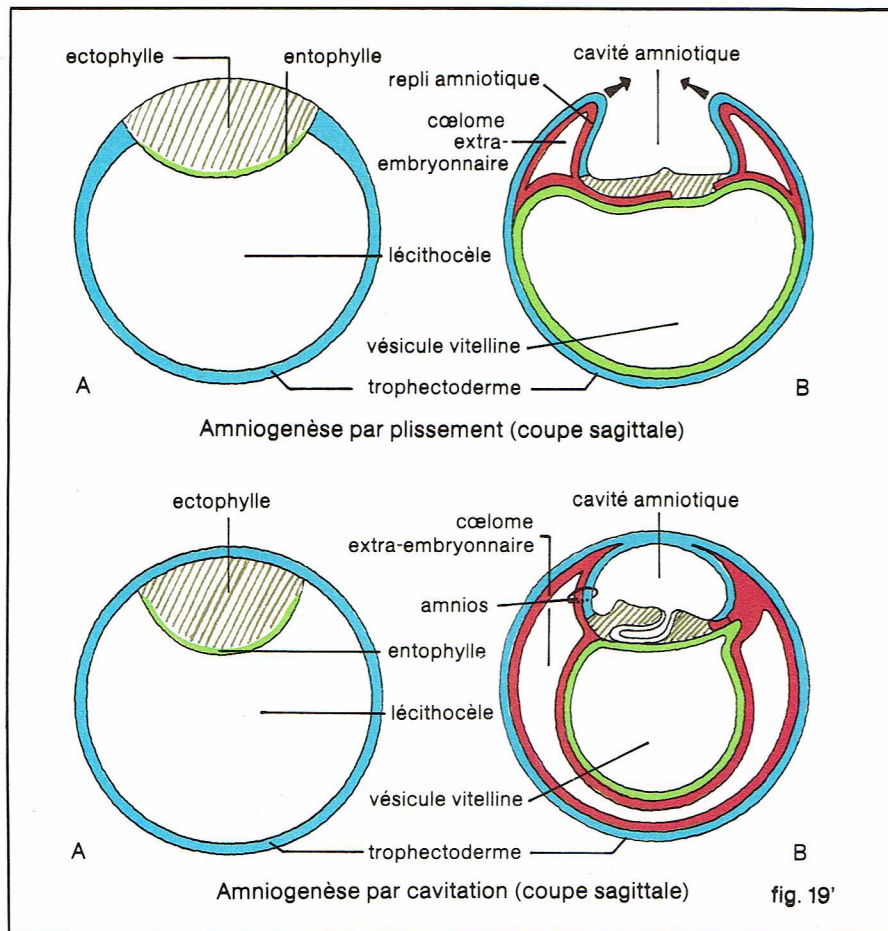 ectophylle
entophylle
cavité amniotique
repli amniotique
cœlome
extra-
embryonnaire
lécithocèle
vésicule vitelline
A
trophectoderme
B
Amniogenèse par plissement (coupe sagittale)
ectophylle
cavité amniotique
cœlome
extra-embryonnaire
amnios
entophylle
lécithocèle
vésicule vitelline
A
trophectoderme
B
Amniogenèse par cavitation (coupe sagittale)
fig. 19'